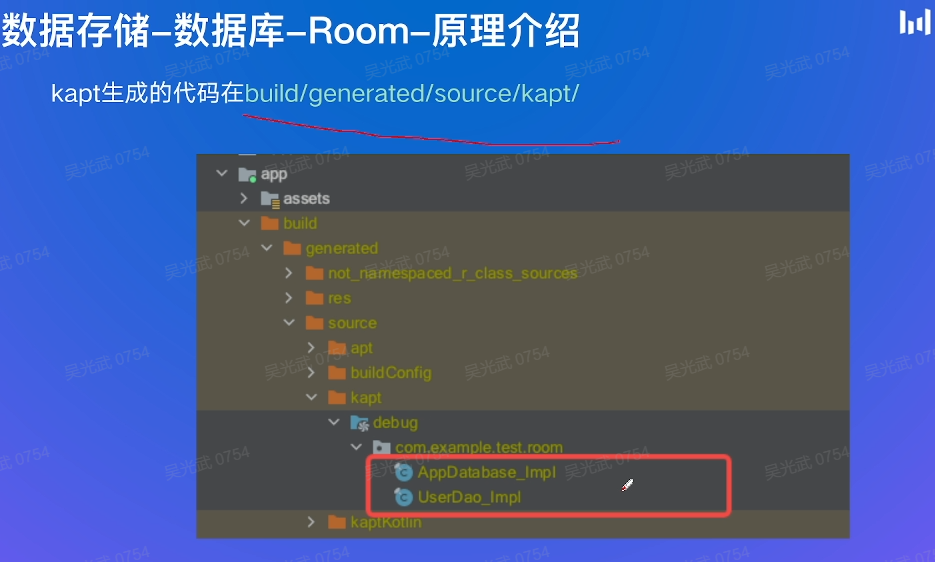 数据存储-数据库-Room-原理介绍
kapt生成的代码在build/generated/source/kapt/
app
assets
build
generated
not_namespaced_r_class_sources
res
source
apt
buildConfig
kapt
debug
com.example.test.room
AppDatabase_Impl
UserDao_Impl
kaptKotlin
吴光武 0754